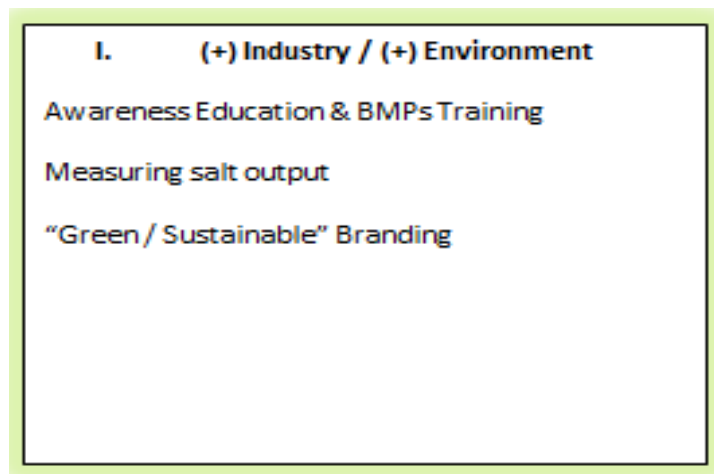 I. (+) Industry / (+) Environment
Awareness Education & BMPs Training
Measuring salt output
“Green / Sustainable” Branding